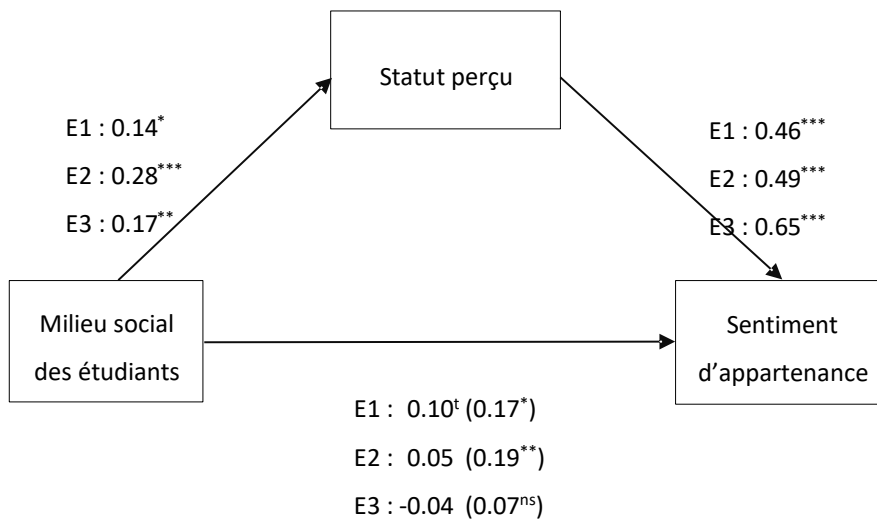 Statut perçu
E1 : 0.14*
E2 : 0.28***
E3 : 0.17**
E1 : 0.46***
E2 : 0.49***
E3 : 0.65***
Milieu social
des étudiants
Sentiment
d’appartenance
E1 : 0.10ᵗ (0.17*)
E2 : 0.05 (0.19**)
E3 : -0.04 (0.07ⁿˢ)